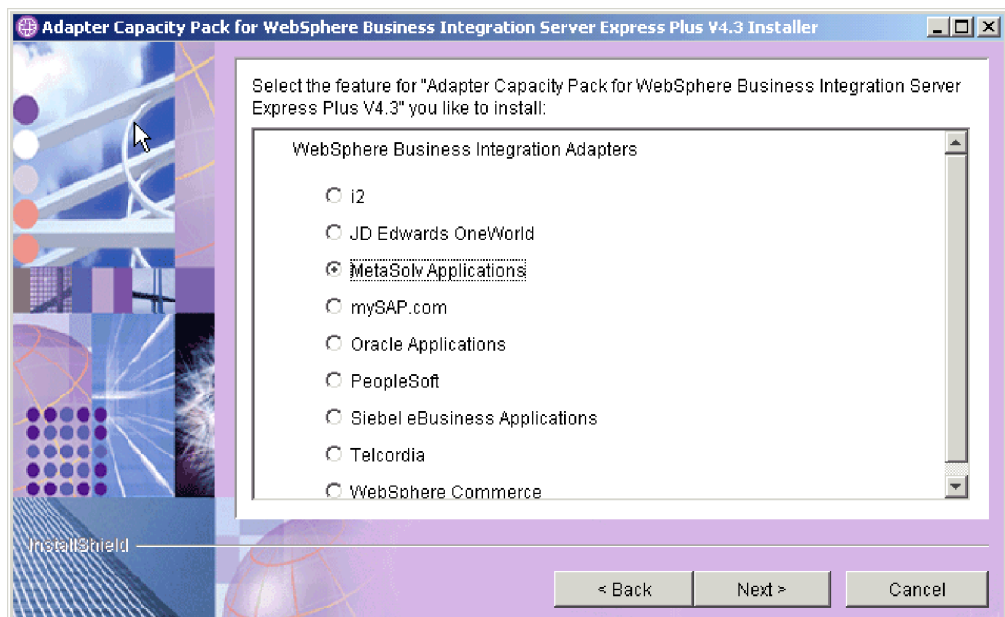 Adapter Capacity Pack for WebSphere Business Integration Server Express Plus V4.3 Installer
Select the feature for "Adapter Capacity Pack for WebSphere Business Integration Server
Express Plus V4.3" you like to install:
WebSphere Business Integration Adapters
i2
JD Edwards OneWorld
MetaSolv Applications
mySAP.com
Oracle Applications
PeopleSoft
Siebel eBusiness Applications
Telcordia
WebSphere Commerce
InstallShield
< Back
Next >
Cancel